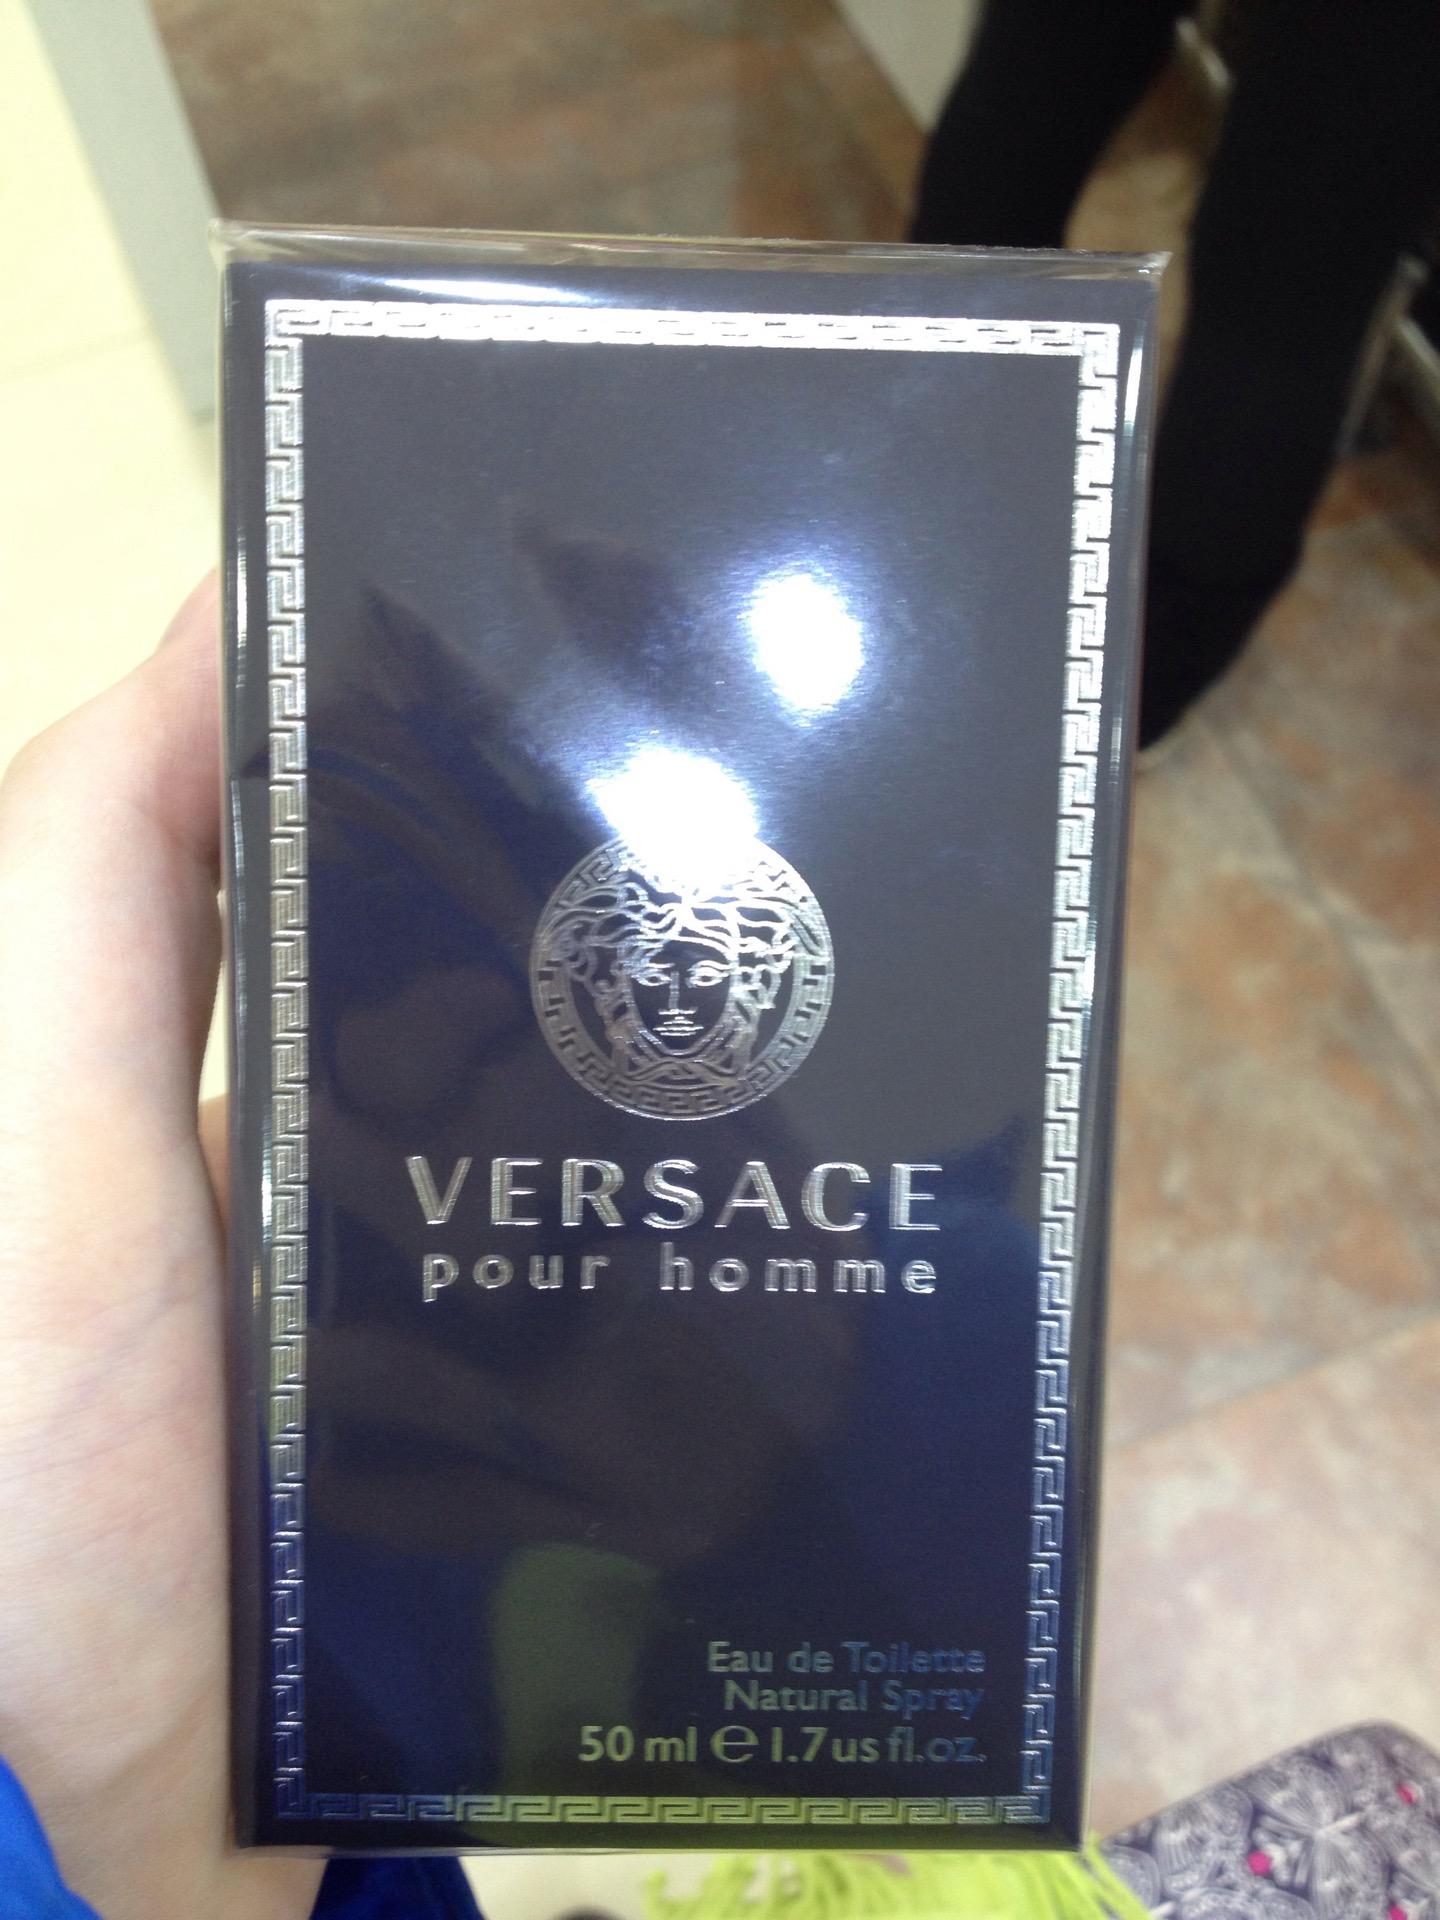 VERSACE
pour homme
Eau de Toilette
Natural Spray
50 ml ℮ 1.7 us fl.oz.